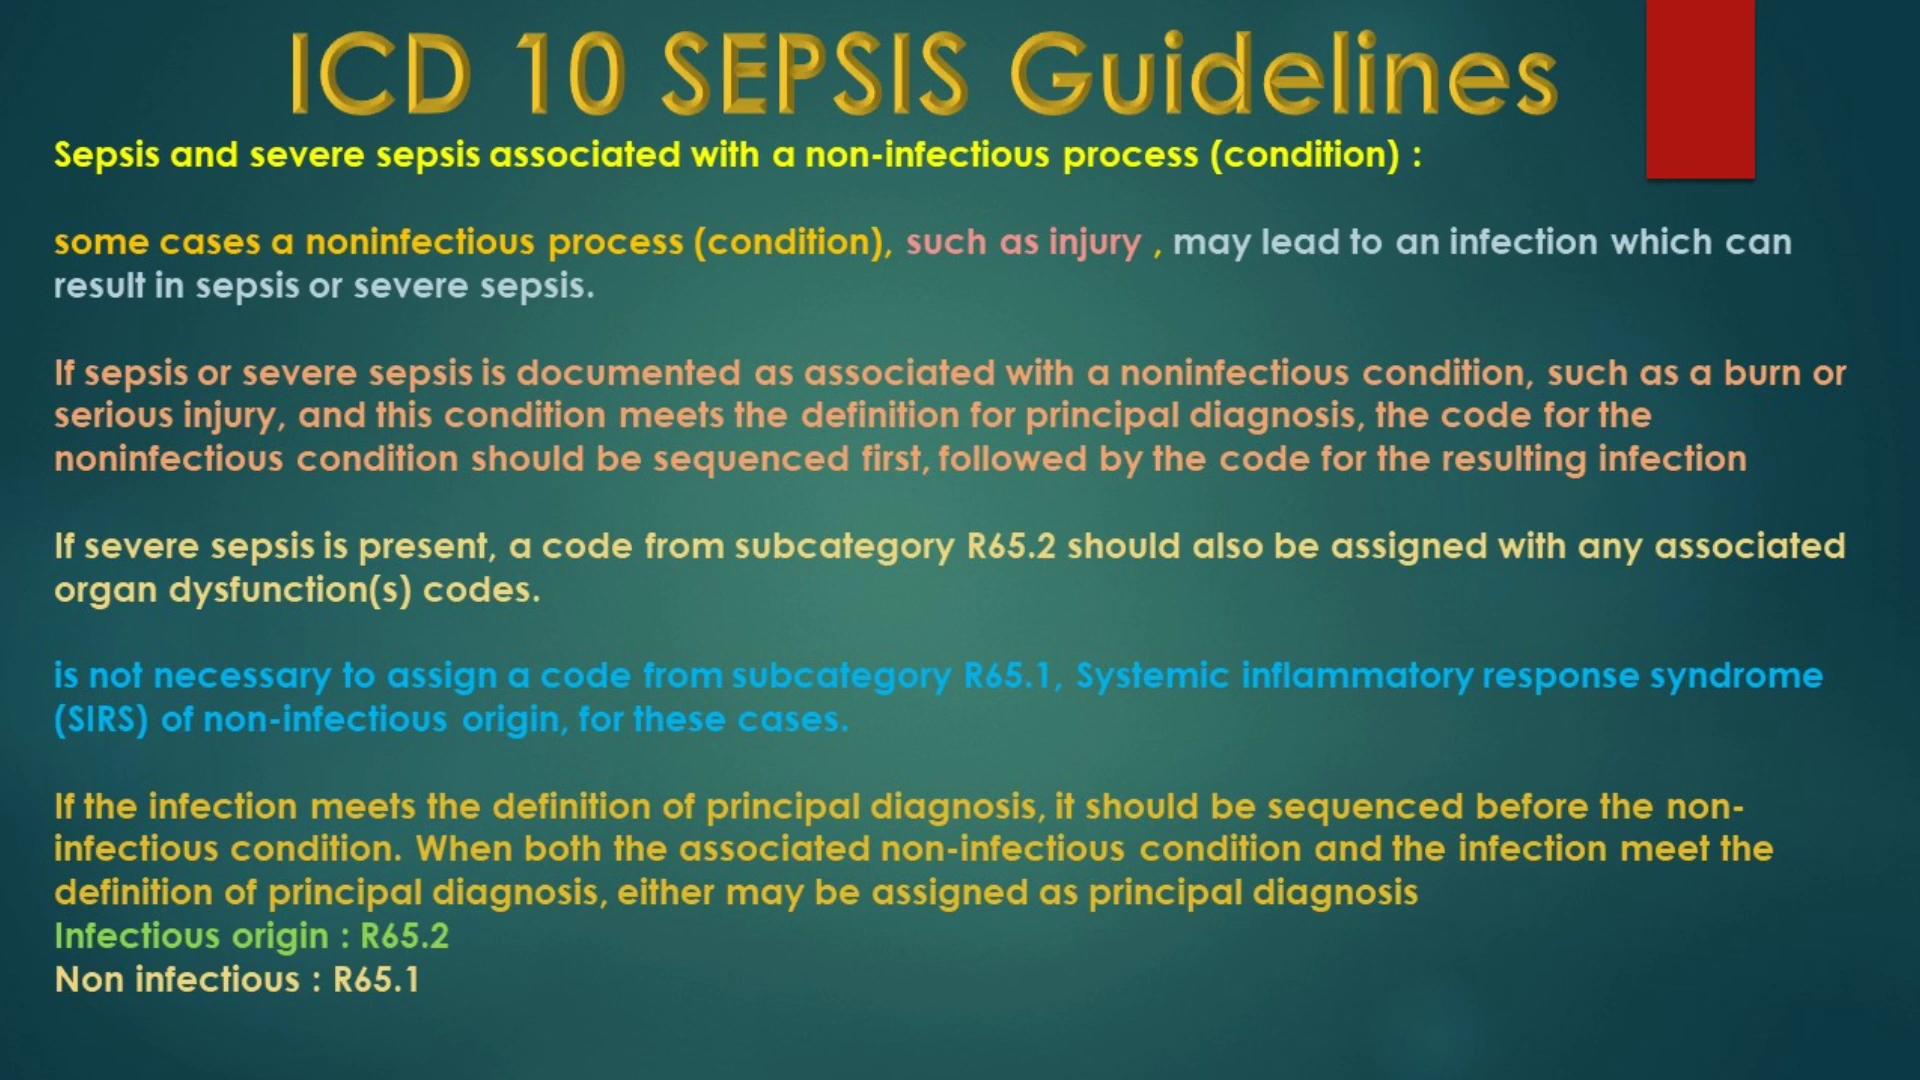 ICD 10 SEPSIS Guidelines
Sepsis and severe sepsis associated with a non-infectious process (condition) :
some cases a noninfectious process (condition), such as injury , may lead to an infection which can
result in sepsis or severe sepsis.
If sepsis or severe sepsis is documented as associated with a noninfectious condition, such as a burn or
serious injury, and this condition meets the definition for principal diagnosis, the code for the
noninfectious condition should be sequenced first, followed by the code for the resulting infection
If severe sepsis is present, a code from subcategory R65.2 should also be assigned with any associated
organ dysfunction(s) codes.
is not necessary to assign a code from subcategory R65.1, Systemic inflammatory response syndrome
(SIRS) of non-infectious origin, for these cases.
If the infection meets the definition of principal diagnosis, it should be sequenced before the non-
infectious condition. When both the associated non-infectious condition and the infection meet the
definition of principal diagnosis, either may be assigned as principal diagnosis
Infectious origin : R65.2
Non infectious : R65.1